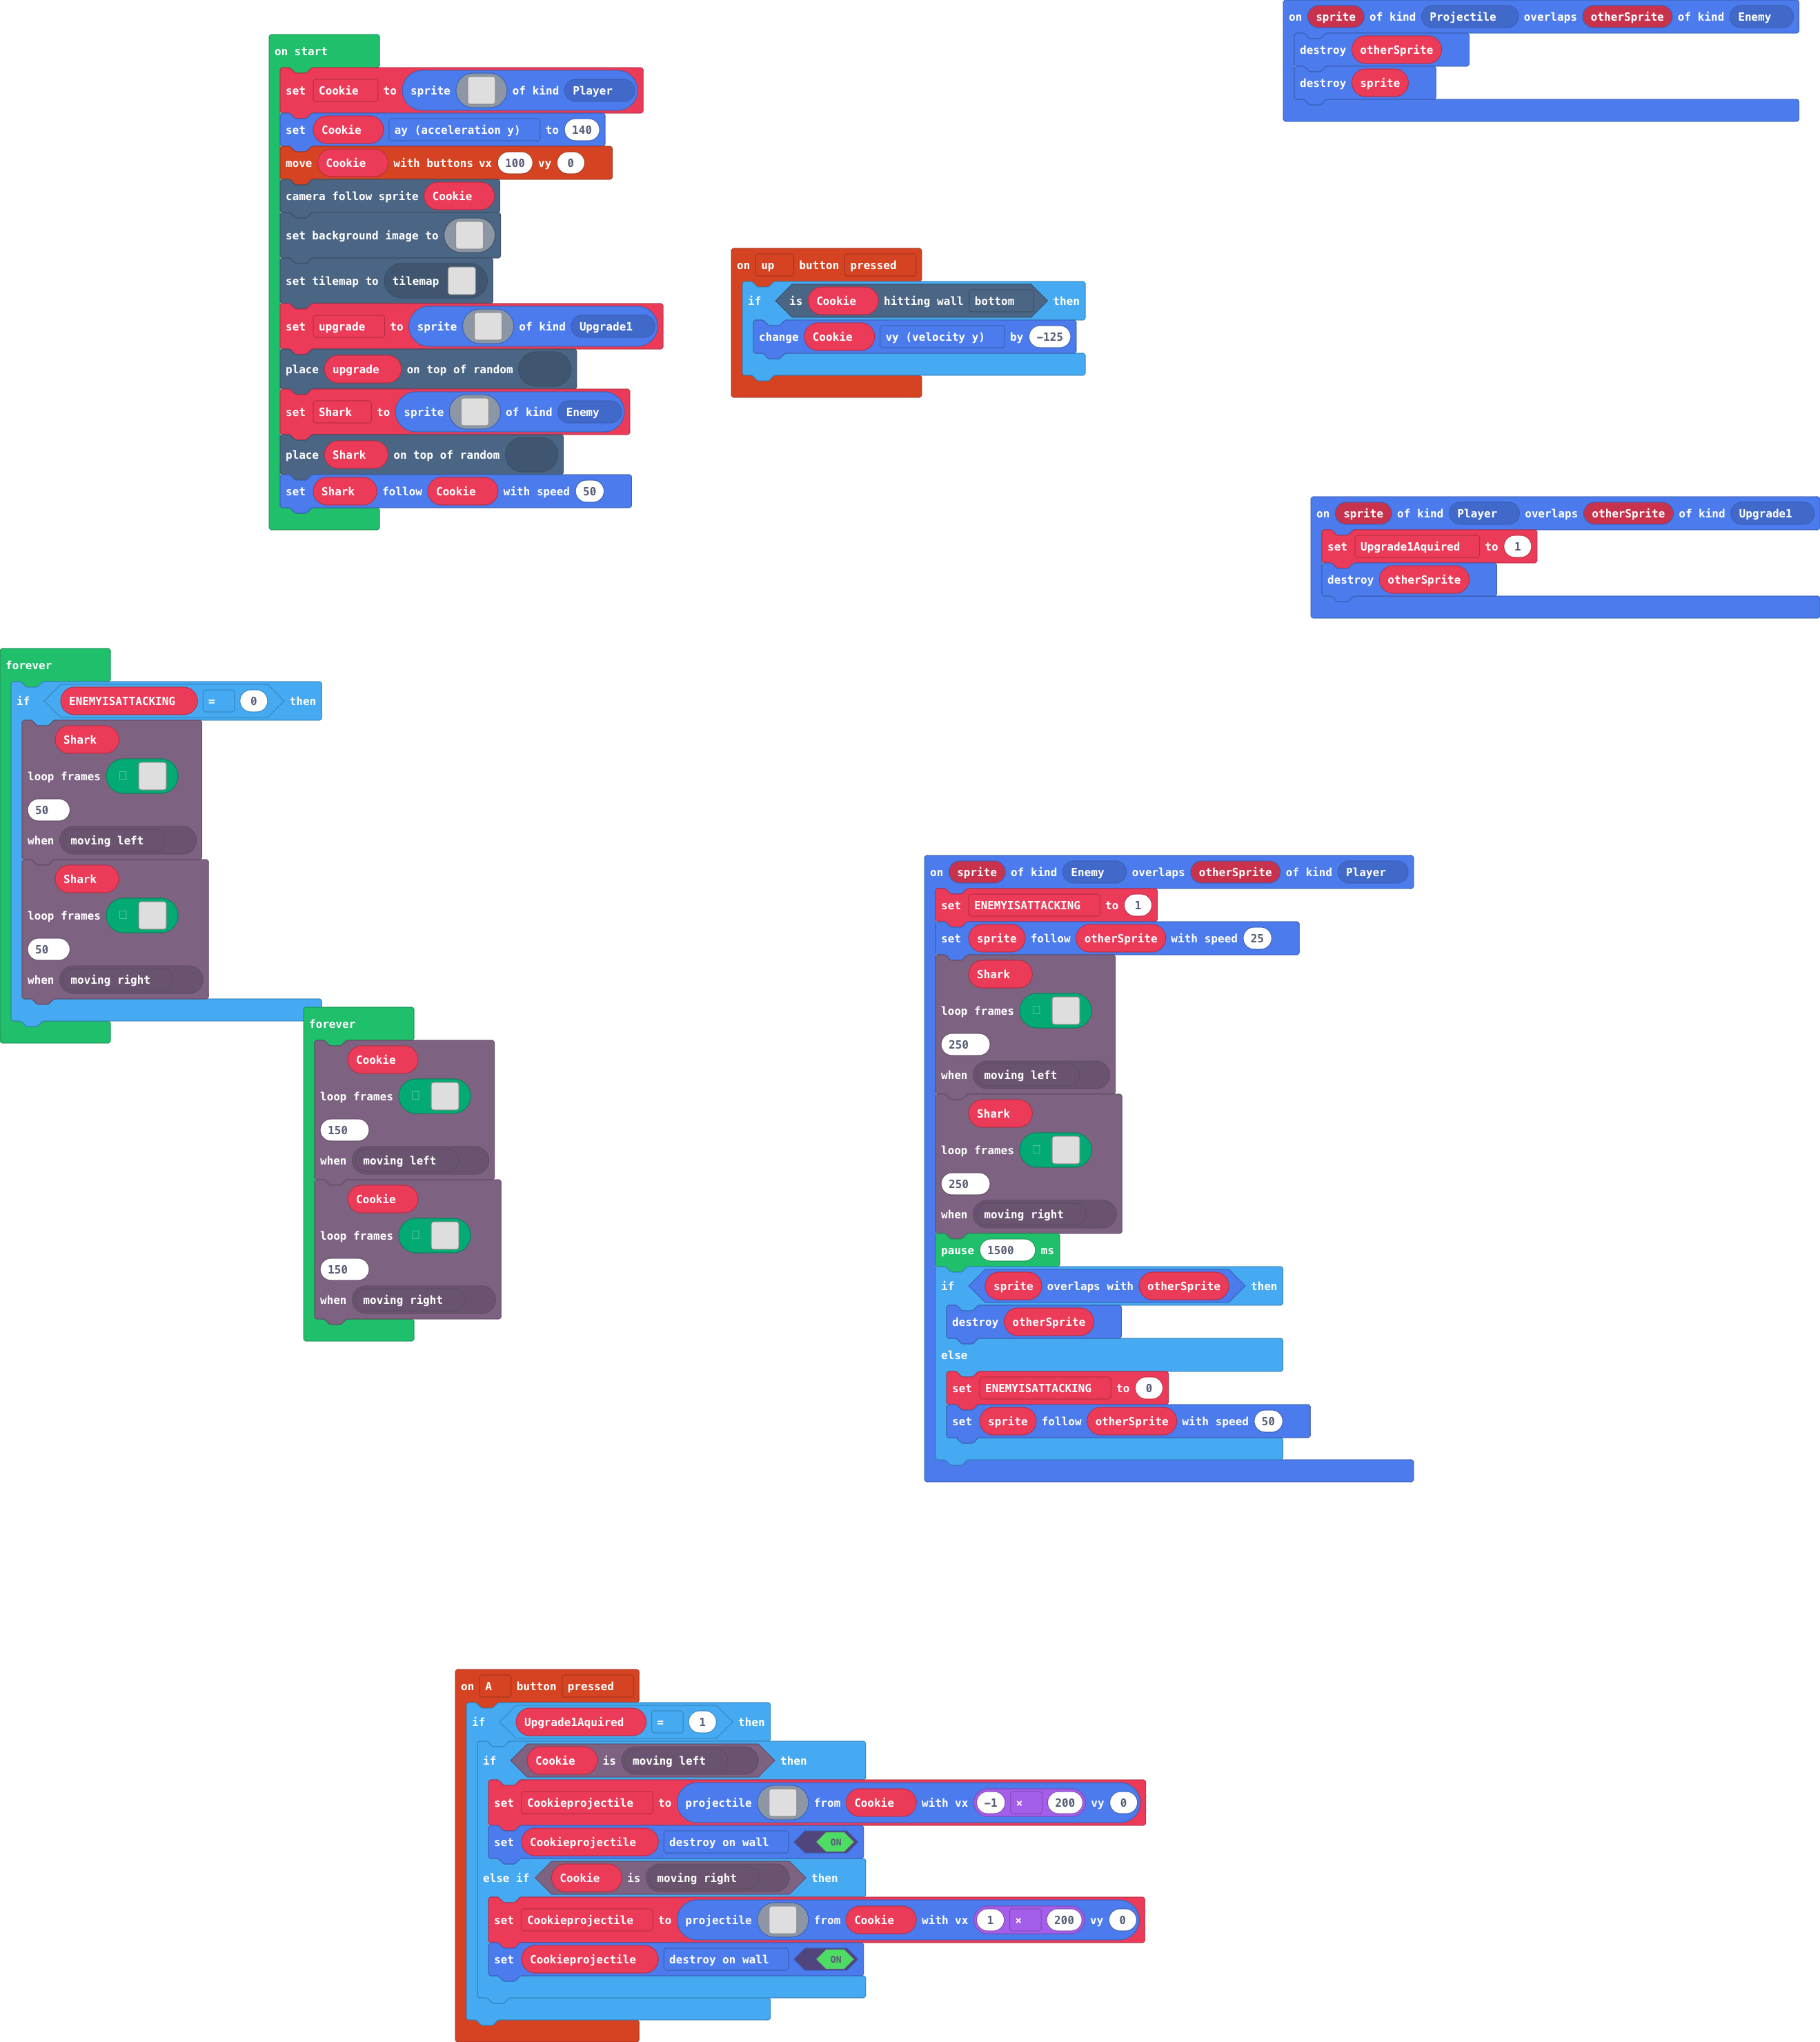 on start
set Cookie to sprite of kind Player
set Cookie ay (acceleration y) to 140
move Cookie with buttons vx 100 vy 0
camera follow sprite Cookie
set background image to
set tilemap to tilemap
set upgrade to sprite of kind Upgrade1
place upgrade on top of random
set Shark to sprite of kind Enemy
place Shark on top of random
set Shark follow Cookie with speed 50
on sprite of kind Projectile overlaps otherSprite of kind Enemy
destroy otherSprite
destroy sprite
on up button pressed
if is Cookie hitting wall bottom then
change Cookie vy (velocity y) by -125
on sprite of kind Player overlaps otherSprite of kind Upgrade1
set Upgrade1Aquired to 1
destroy otherSprite
forever
if ENEMYISATTACKING = 0 then
Shark
loop frames
50
when moving left
Shark
loop frames
50
when moving right
forever
Cookie
loop frames
150
when moving left
Cookie
loop frames
150
when moving right
on sprite of kind Enemy overlaps otherSprite of kind Player
set ENEMYISATTACKING to 1
set sprite follow otherSprite with speed 25
Shark
loop frames
250
when moving left
Shark
loop frames
250
when moving right
pause 1500 ms
if sprite overlaps with otherSprite then
destroy otherSprite
else
set ENEMYISATTACKING to 0
set sprite follow otherSprite with speed 50
on A button pressed
if Upgrade1Aquired = 1 then
if Cookie is moving left then
set Cookieprojectile to projectile from Cookie with vx -1 × 200 vy 0
set Cookieprojectile destroy on wall ON
else if Cookie is moving right then
set Cookieprojectile to projectile from Cookie with vx 1 × 200 vy 0
set Cookieprojectile destroy on wall ON